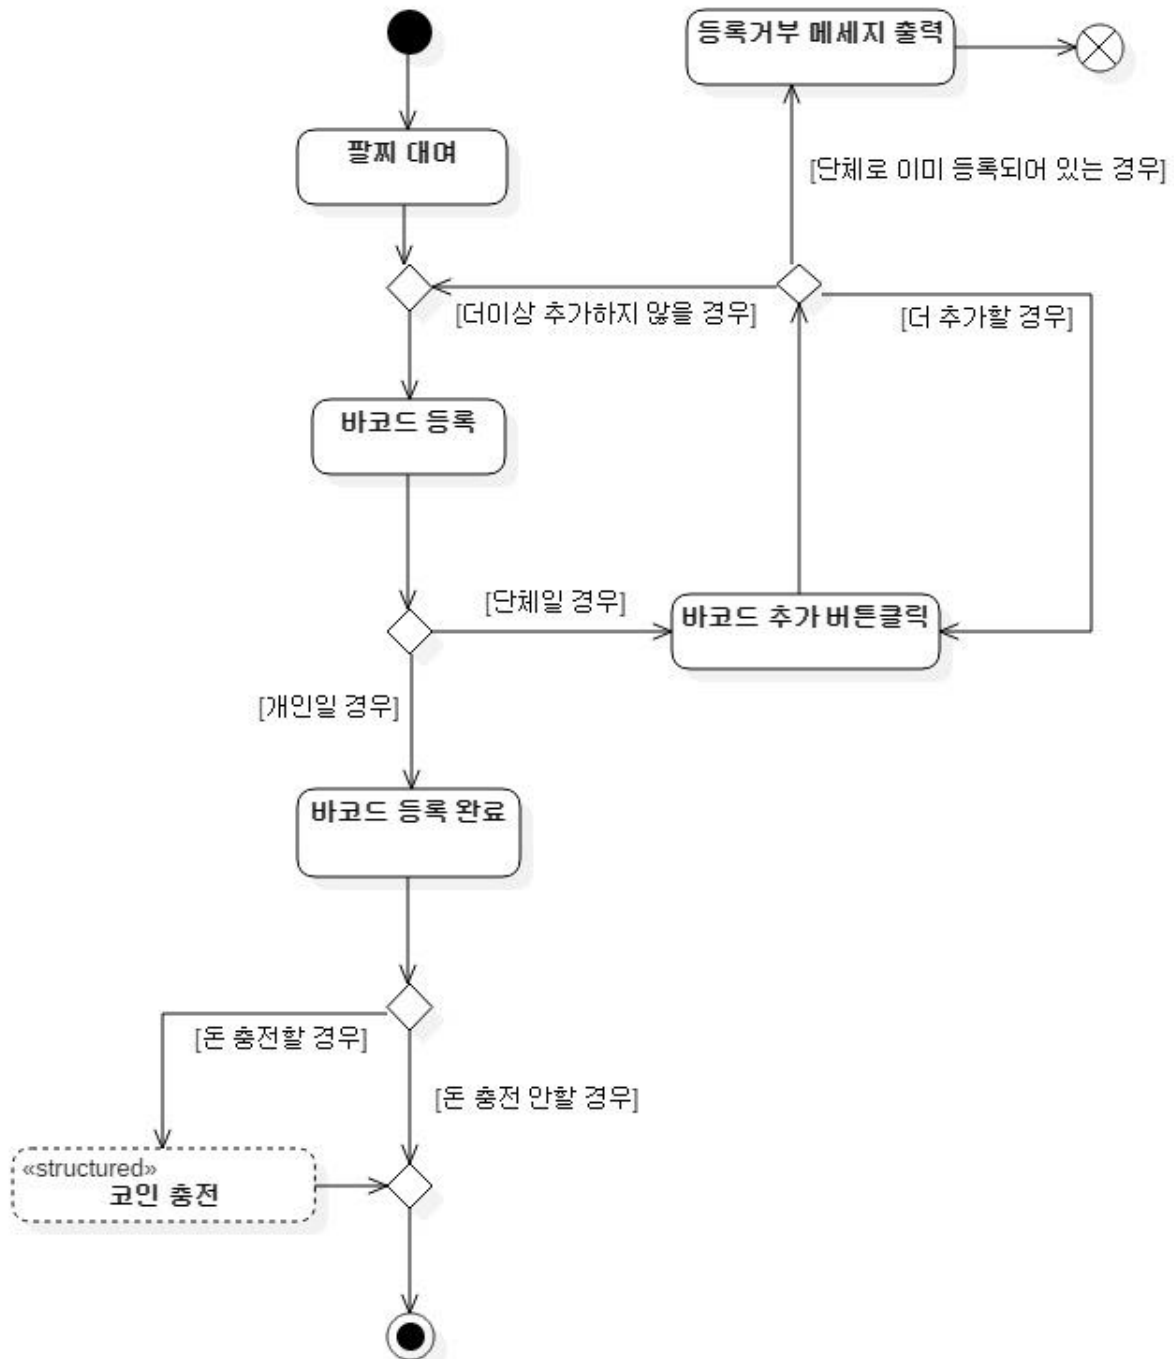 등록거부 메세지 출력
팔찌 대여
[단체로 이미 등록되어 있는 경우]
[더이상 추가하지 않을 경우]
[더 추가할 경우]
바코드 등록
[단체일 경우]
바코드 추가 버튼클릭
[개인일 경우]
바코드 등록 완료
[돈 충전할 경우]
[돈 충전 안할 경우]
«structured»
코인 충전